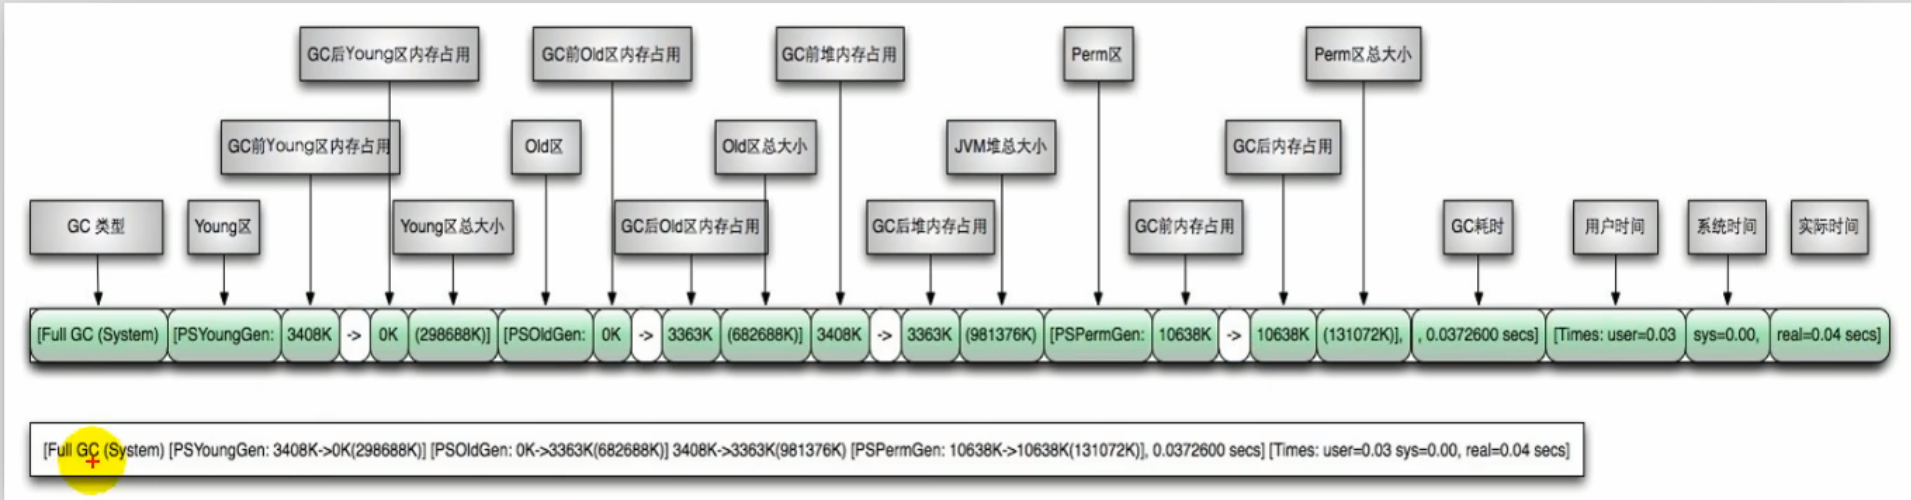 GC后Young区内存占用 GC前Old区内存占用 GC前堆内存占用 Perm区 Perm区总大小
GC前Young区内存占用 Old区 Old区总大小 JVM堆总大小 GC后内存占用
GC 类型 Young区 Young区总大小 GC后Old区内存占用 GC后堆内存占用 GC前内存占用 GC耗时 用户时间 系统时间 实际时间
[Full GC (System) [PSYoungGen: 3408K -> 0K (298688K)] [PSOldGen: 0K -> 3363K (682688K)] 3408K -> 3363K (981376K) [PSPermGen: 10638K -> 10638K (131072K)], , 0.0372600 secs] [Times: user=0.03 sys=0.00, real=0.04 secs]
[Full GC (System) [PSYoungGen: 3408K->0K(298688K)] [PSOldGen: 0K->3363K(682688K)] 3408K->3363K(981376K) [PSPermGen: 10638K->10638K(131072K)], 0.0372600 secs] [Times: user=0.03 sys=0.00, real=0.04 secs]